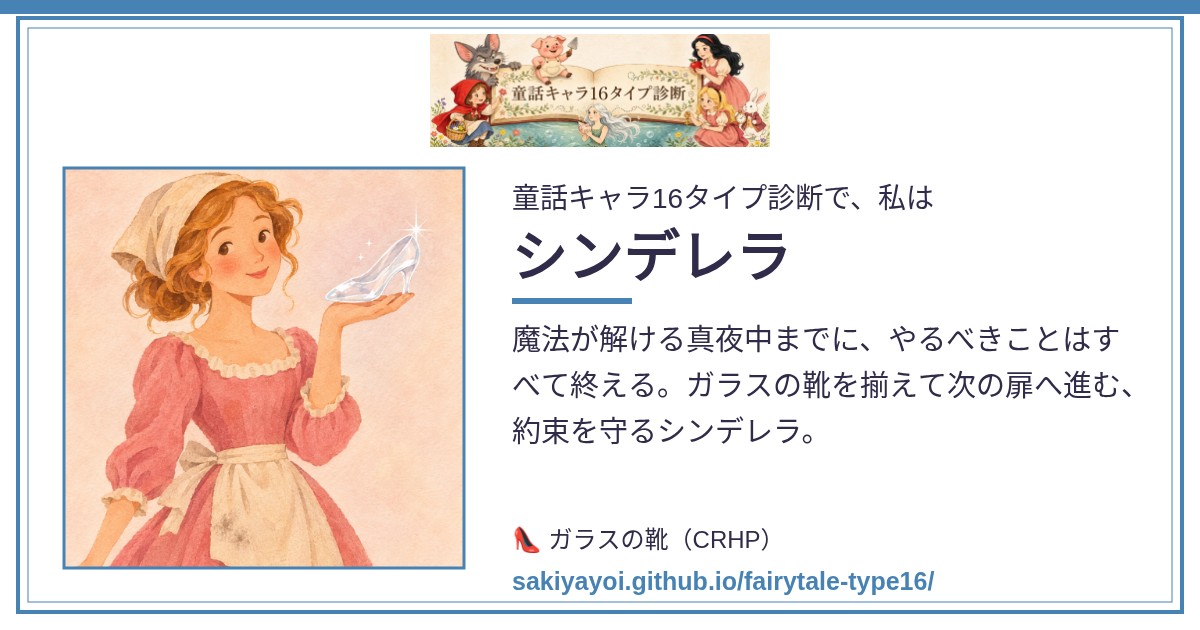 童話キャラ16タイプ診断
童話キャラ16タイプ診断で、私は
シンデレラ
魔法が解ける真夜中までに、やるべきことはす
べて終える。ガラスの靴を揃えて次の扉へ進む、
約束を守るシンデレラ。
👠 ガラスの靴（CRHP）
sakiyayoi.github.io/fairytale-type16/